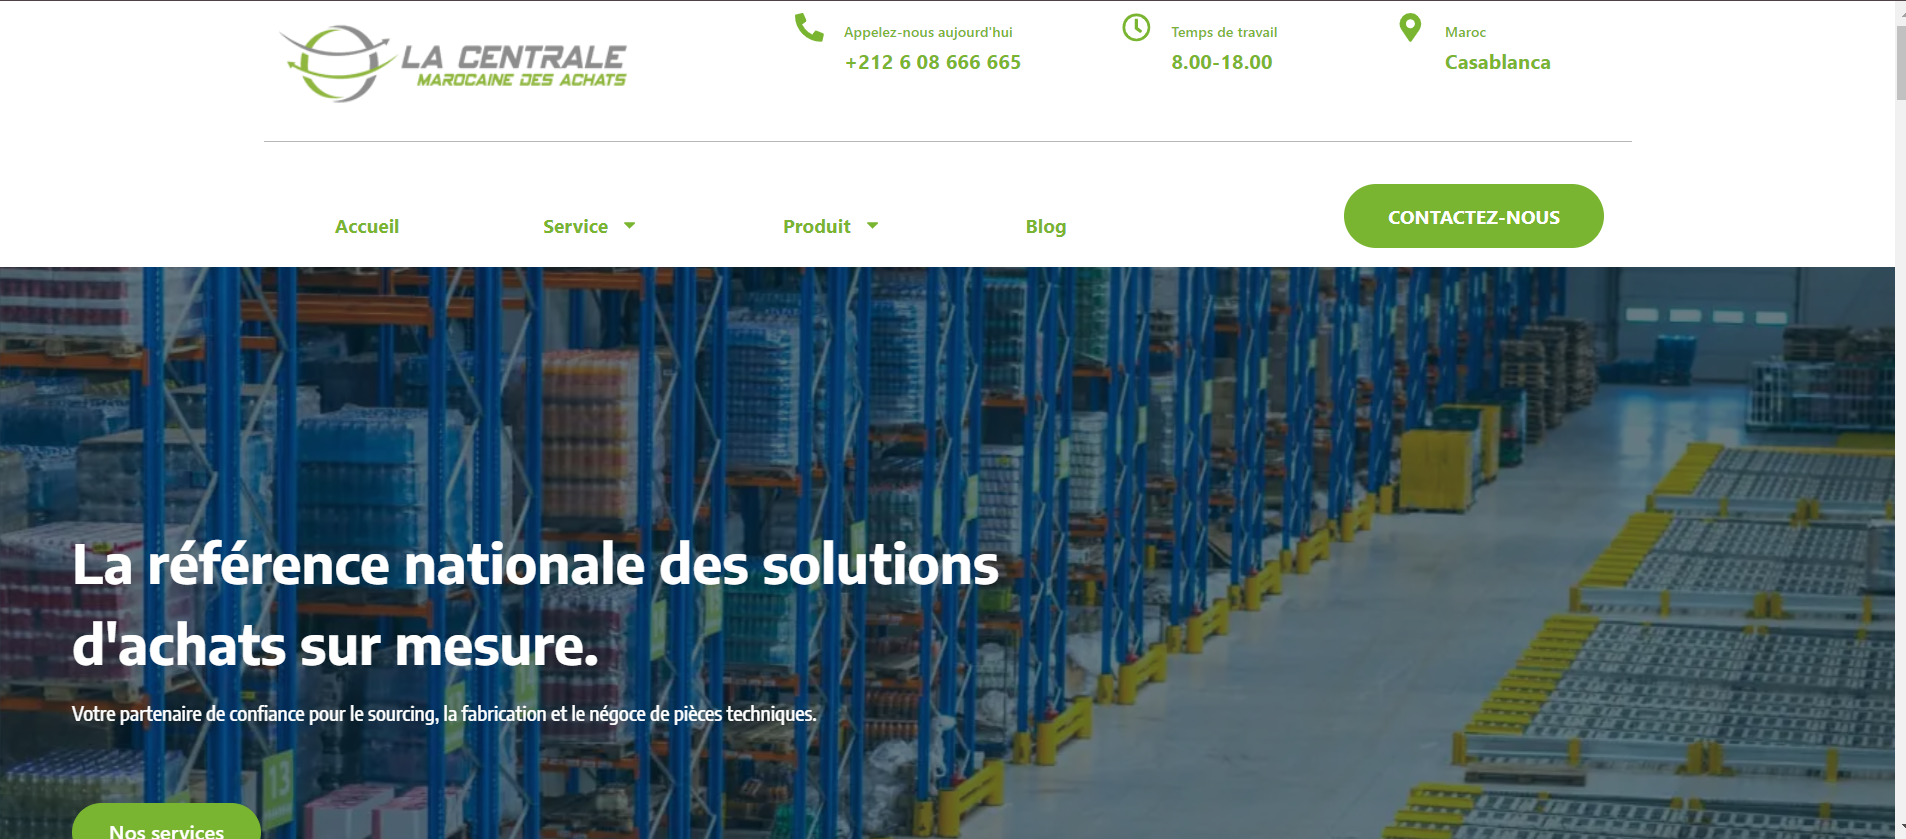 LA CENTRALE
MAROCAINE DES ACHATS
Appelez-nous aujourd'hui
+212 6 08 666 665
Temps de travail
8.00-18.00
Maroc
Casablanca
Accueil
Service
Produit
Blog
CONTACTEZ-NOUS
La référence nationale des solutions
d'achats sur mesure.
Votre partenaire de confiance pour le sourcing, la fabrication et le négoce de pièces techniques.
13
Nos services